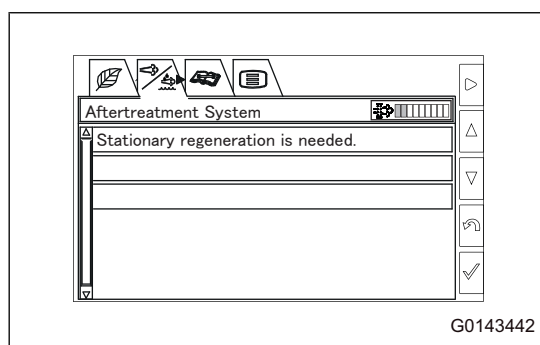 Aftertreatment System
Stationary regeneration is needed.
G0143442